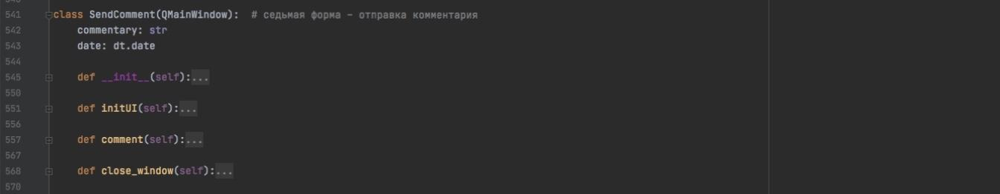 541 class SendComment(QMainWindow):  # седьмая форма - отправка комментария
542     commentary: str
543     date: dt.date
544
545     def __init__(self):...
550
551     def initUI(self):...
556
557     def comment(self):...
567
568     def close_window(self):...
570